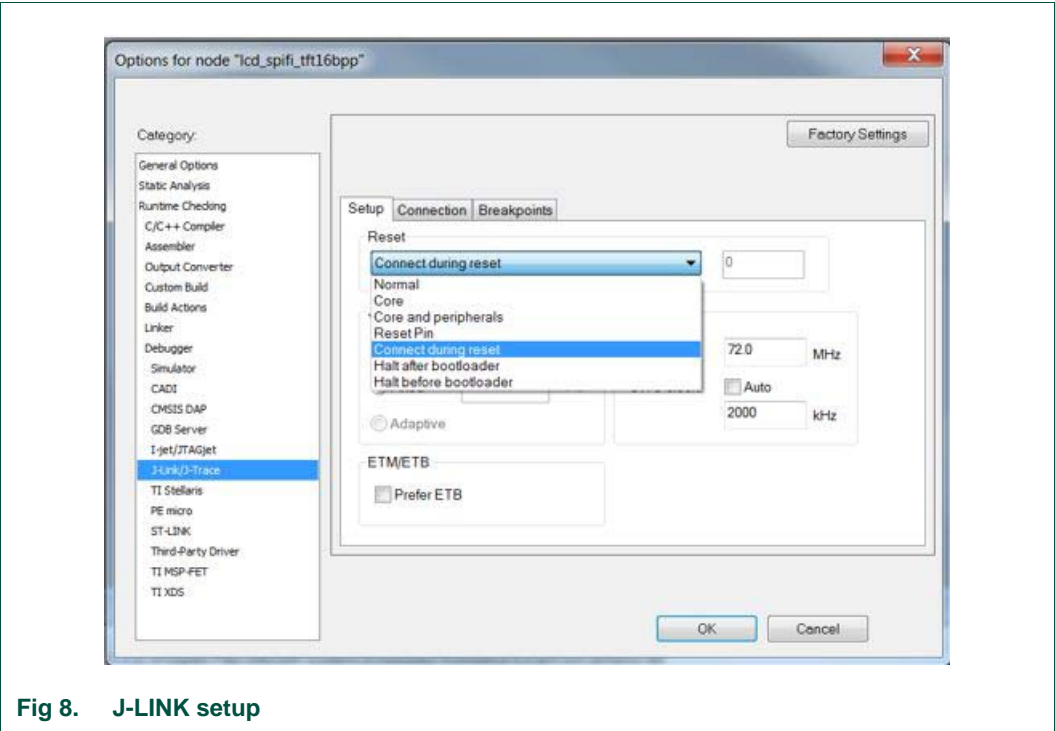 Options for node "lcd_spifi_tft16bpp"
Category:
Factory Settings
General Options
Static Analysis
Runtime Checking
C/C++ Compiler
Assembler
Output Converter
Custom Build
Build Actions
Linker
Debugger
Simulator
CADI
CMSIS DAP
GDB Server
I-jet/JTAGjet
J-Link/J-Trace
TI Stellaris
PE micro
ST-LINK
Third-Party Driver
TI MSP-FET
TI XDS
Setup Connection Breakpoints
Reset
Connect during reset 0
Normal
Core
Core and peripherals
Reset Pin
Connect during reset
Halt after bootloader
Halt before bootloader
72.0 MHz
Auto
2000 kHz
Adaptive
ETM/ETB
Prefer ETB
OK Cancel
Fig 8. J-LINK setup